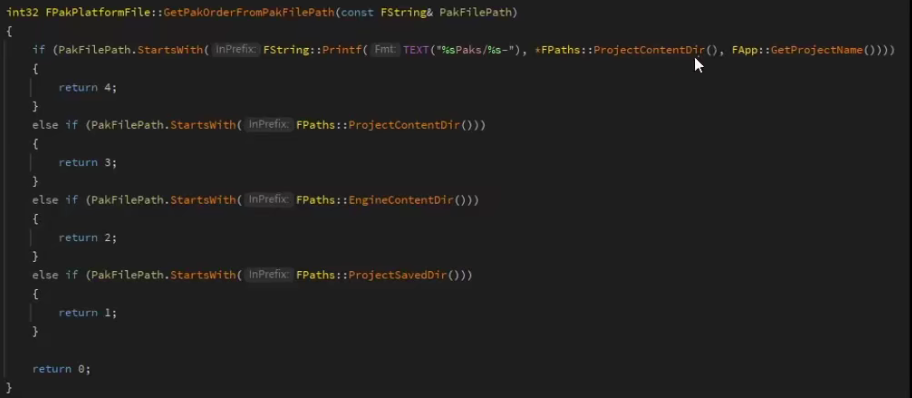 int32 FPakPlatformFile::GetPakOrderFromPakFilePath(const FString& PakFilePath)
{
    if (PakFilePath.StartsWith( InPrefix: FString::Printf( Fmt: TEXT("%sPaks/%s-"), *FPaths::ProjectContentDir(), FApp::GetProjectName())))
    {
        return 4;
    }
    else if (PakFilePath.StartsWith( InPrefix: FPaths::ProjectContentDir()))
    {
        return 3;
    }
    else if (PakFilePath.StartsWith( InPrefix: FPaths::EngineContentDir()))
    {
        return 2;
    }
    else if (PakFilePath.StartsWith( InPrefix: FPaths::ProjectSavedDir()))
    {
        return 1;
    }
    return 0;
}